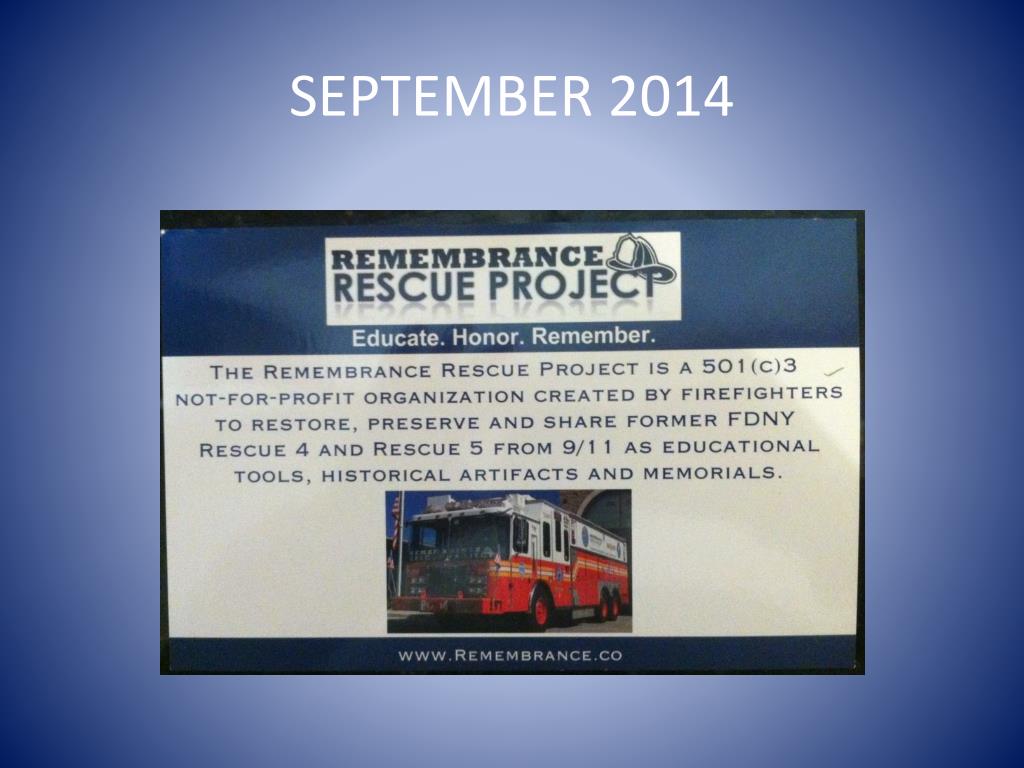 SEPTEMBER 2014
REMEMBRANCE
RESCUE PROJECT
Educate. Honor. Remember.
THE REMEMBRANCE RESCUE PROJECT IS A 501(C)3
NOT-FOR-PROFIT ORGANIZATION CREATED BY FIREFIGHTERS
TO RESTORE, PRESERVE AND SHARE FORMER FDNY
RESCUE 4 AND RESCUE 5 FROM 9/11 AS EDUCATIONAL
TOOLS, HISTORICAL ARTIFACTS AND MEMORIALS.
WWW.REMEMBRANCE.CO